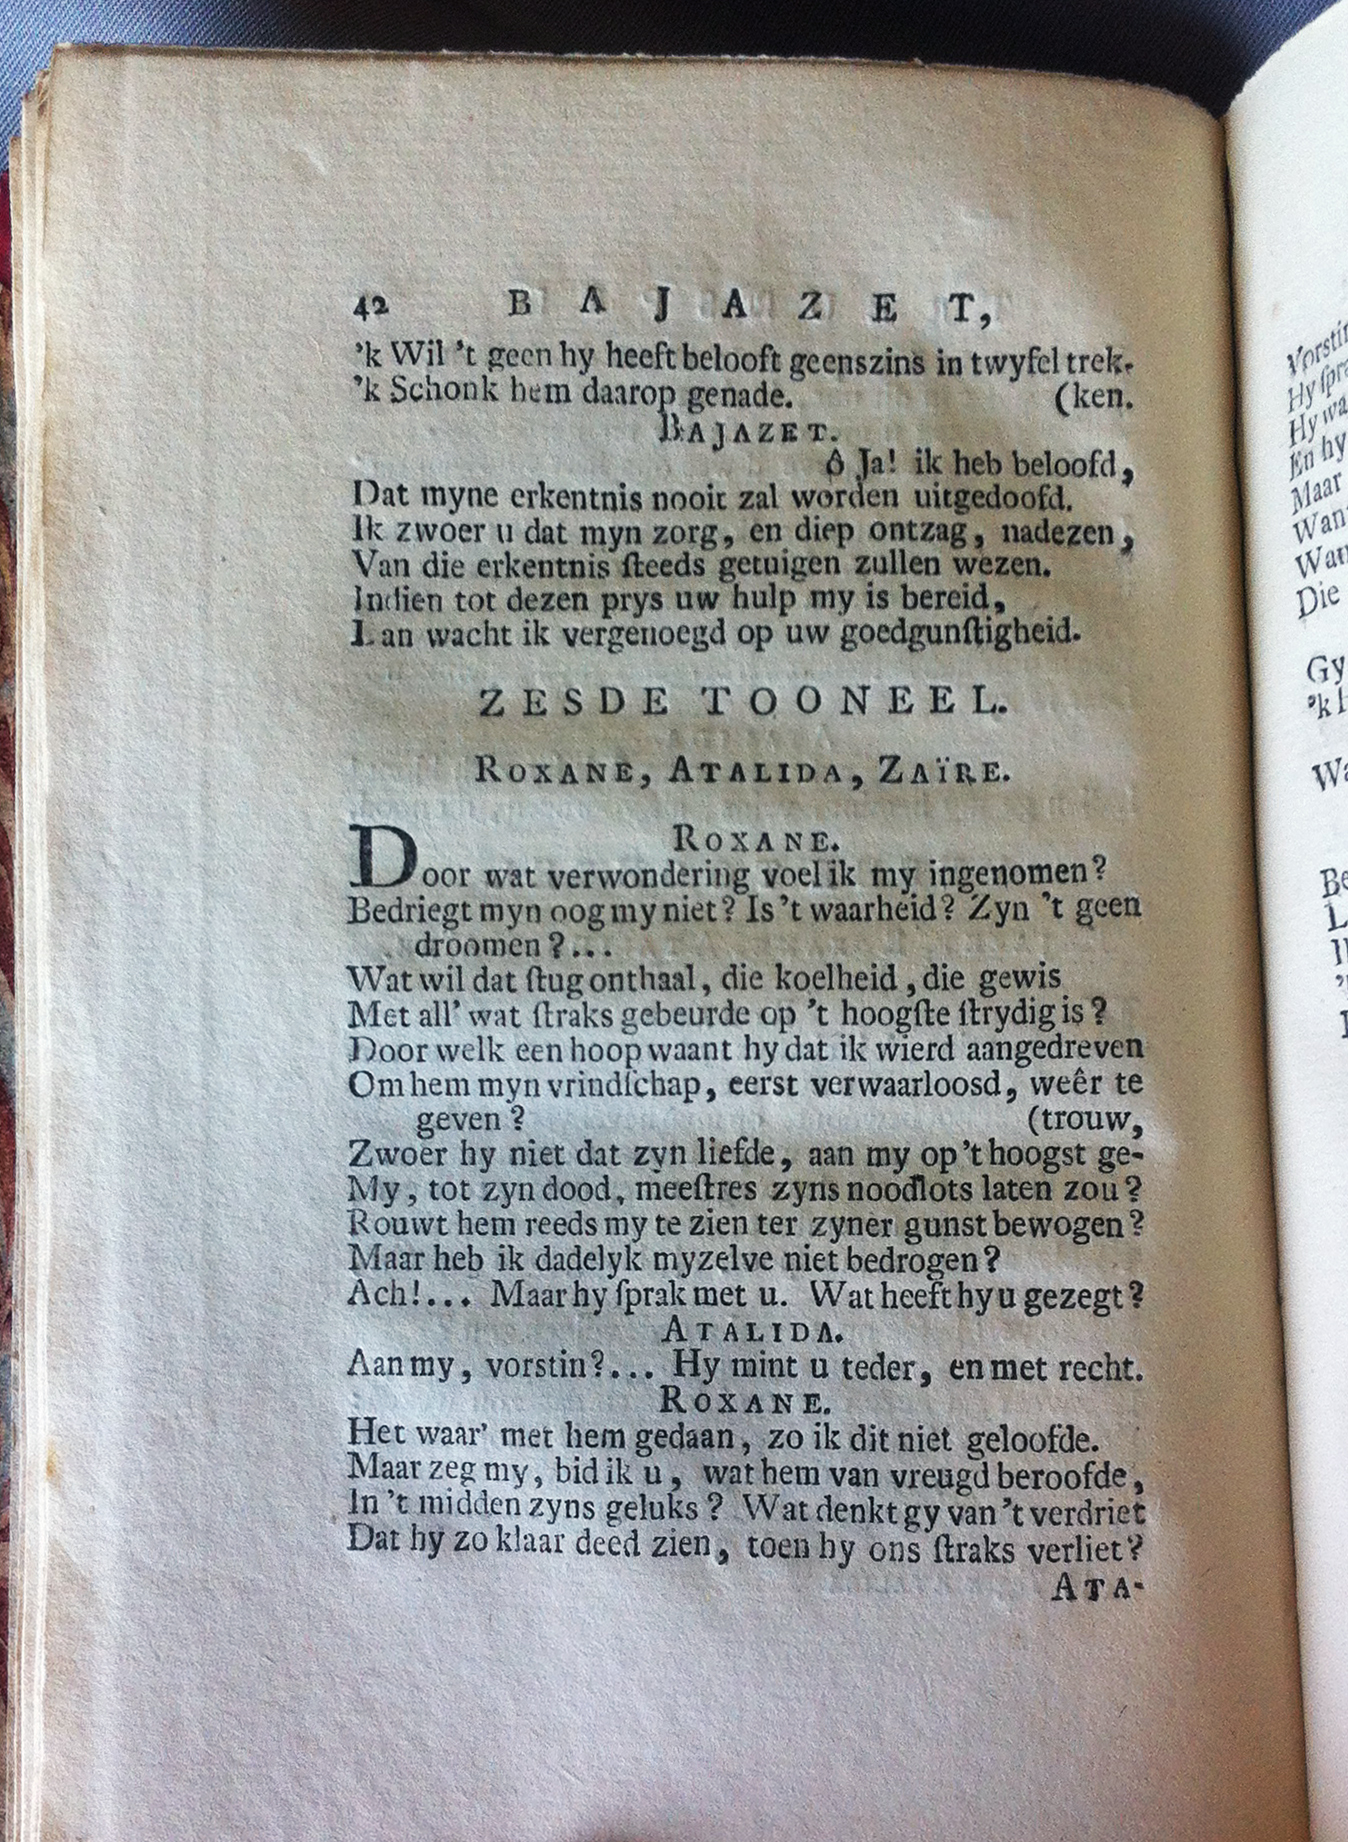 42 BAJAZET,
’k Wil ’t geen hy heeft belooft geenszins in twyfel trek-
’k Schonk hem daarop genade. (ken.
BAJAZET.
ô Ja! ik heb beloofd,
Dat myne erkentnis nooit zal worden uitgedoofd.
Ik zwoer u dat myn zorg, en diep ontzag, nadezen,
Van die erkentnis ſteeds getuigen zullen wezen.
Indien tot dezen prys uw hulp my is bereid,
Dan wacht ik vergenoegd op uw goedgunſtigheid.
ZESDE TOONEEL.
ROXANE, ATALIDA, ZAÏRE.
ROXANE.
Door wat verwondering voel ik my ingenomen?
Bedriegt myn oog my niet? Is ’t waarheid? Zyn ’t geen
droomen?...
Wat wil dat ſtug onthaal, die koelheid, die gewis
Met all’ wat ſtraks gebeurde op ’t hoogſte ſtrydig is?
Door welk een hoop waant hy dat ik wierd aangedreven
Om hem myn vrindſchap, eerst verwaarloosd, weêr te
geven? (trouw,
Zwoer hy niet dat zyn liefde, aan my op ’t hoogst ge-
My, tot zyn dood, meeſtres zyns noodlots laten zou?
Rouwt hem reeds my te zien ter zyner gunst bewogen?
Maar heb ik dadelyk myzelve niet bedrogen?
Ach!... Maar hy ſprak met u. Wat heeft hy u gezegt?
ATALIDA.
Aan my, vorstin?... Hy mint u teder, en met recht.
ROXANE.
Het waar’ met hem gedaan, zo ik dit niet geloofde.
Maar zeg my, bid ik u, wat hem van vreugd beroofde,
In ’t midden zyns geluks? Wat denkt gy van ’t verdriet
Dat hy zo klaar deed zien, toen hy ons ſtraks verliet?
ATA-
Hy wa
En hy
Maar
Die
Gy